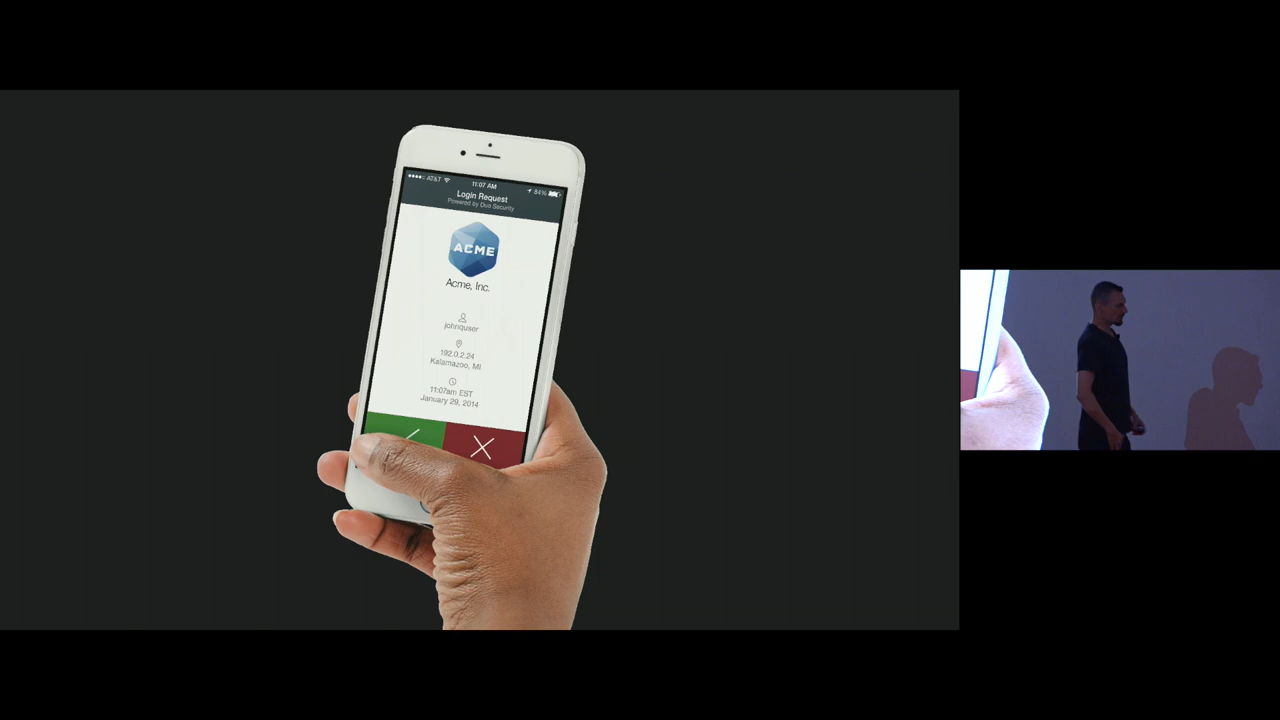 AT&T
11:07 AM
84%
Login Request
Powered by Duo Security
ACME
Acme, Inc.
johnquser
192.0.2.24
Kalamazoo, MI
11:07am EST
January 29, 2014